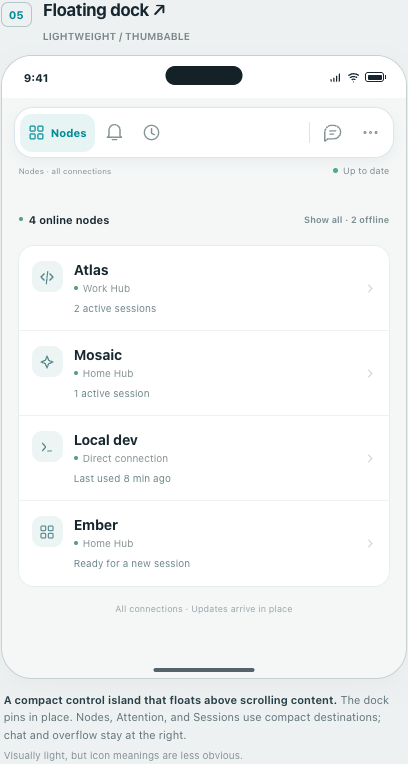 05
Floating dock ↗
LIGHTWEIGHT / THUMBABLE
9:41
Nodes
Nodes · all connections
Up to date
4 online nodes
Show all · 2 offline
Atlas
Work Hub
2 active sessions
Mosaic
Home Hub
1 active session
Local dev
Direct connection
Last used 8 min ago
Ember
Home Hub
Ready for a new session
All connections · Updates arrive in place
A compact control island that floats above scrolling content. The dock
pins in place. Nodes, Attention, and Sessions use compact destinations;
chat and overflow stay at the right.
Visually light, but icon meanings are less obvious.